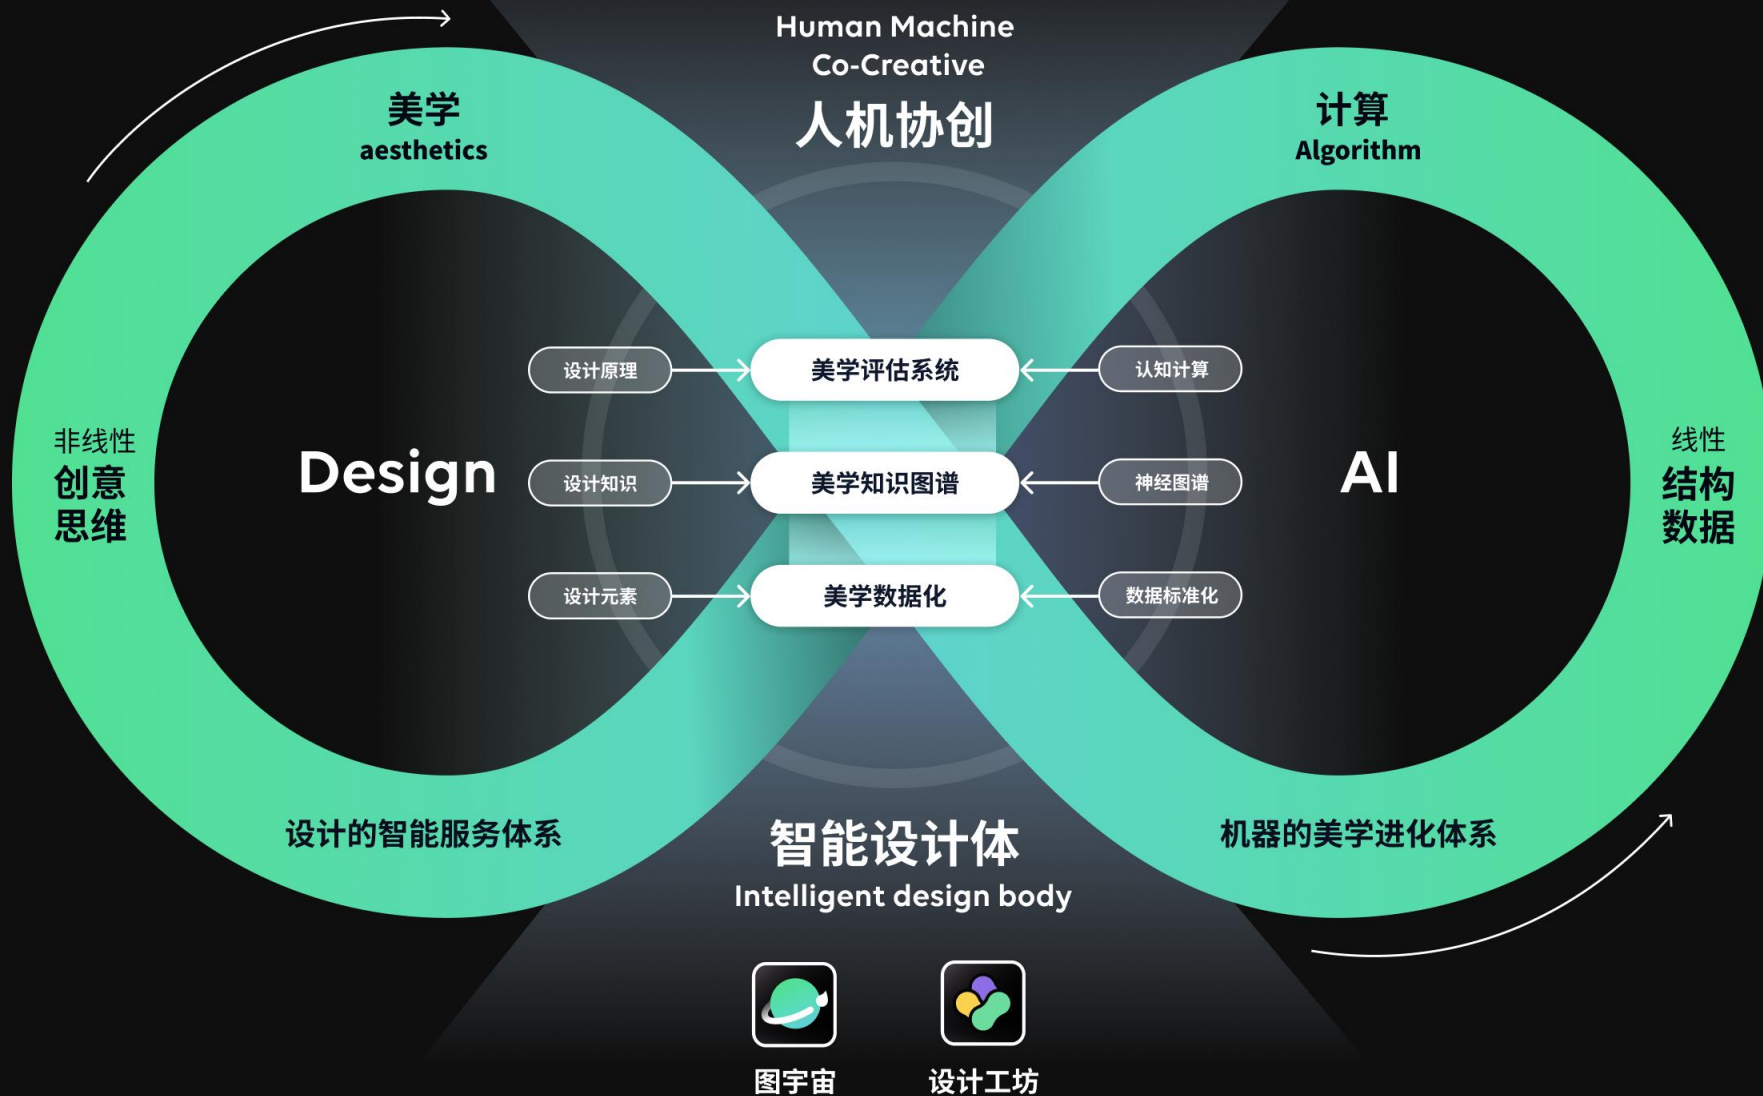 Human Machine
Co-Creative
人机协创
美学
aesthetics
计算
Algorithm
设计原理
美学评估系统
认知计算
非线性
创意
思维
Design
设计知识
美学知识图谱
神经图谱
AI
线性
结构
数据
设计元素
美学数据化
数据标准化
设计的智能服务体系
智能设计体
Intelligent design body
机器的美学进化体系
图宇宙
设计工坊